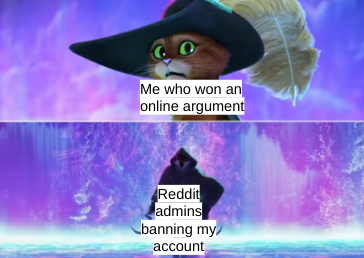 Me who won an
online argument
Reddit
admins
banning my
account